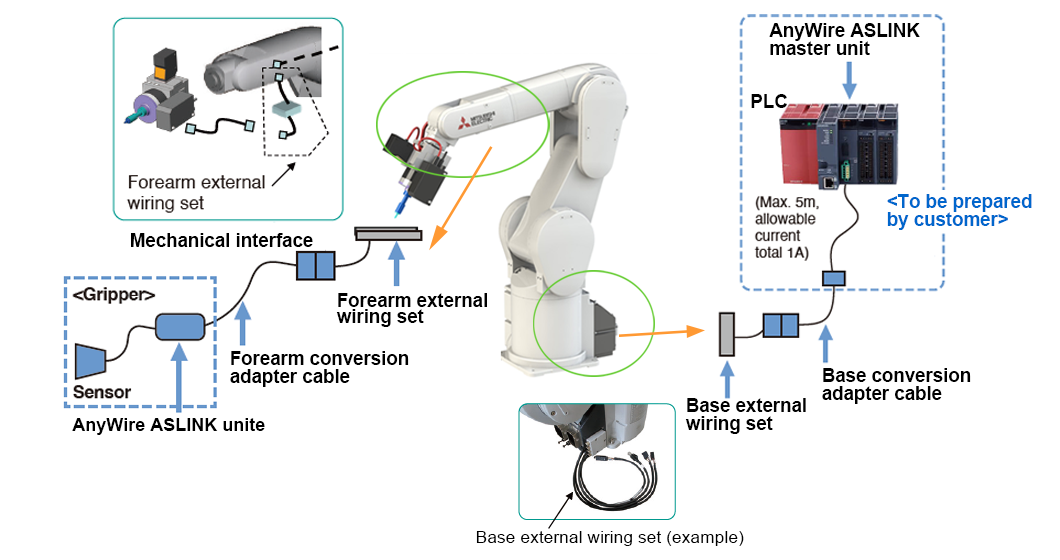 AnyWire ASLINK
master unit
PLC
(Max. 5m,
allowable
current
total 1A)
<To be prepared
by customer>
Forearm external
wiring set
MITSUBISHI
ELECTRIC
Mechanical interface
<Gripper>
Sensor
AnyWire ASLINK unite
Forearm conversion
adapter cable
Forearm external
wiring set
Base external
wiring set
Base conversion
adapter cable
Base external wiring set (example)